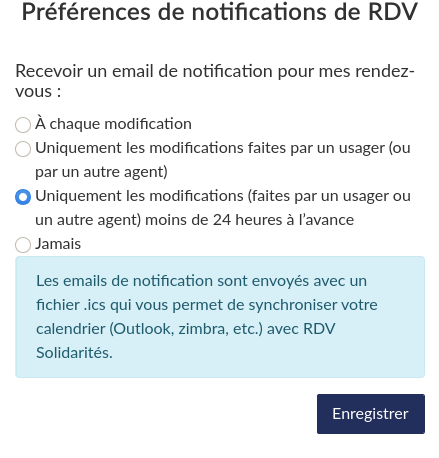 Préférences de notifications de RDV
Recevoir un email de notification pour mes rendez-
vous :
À chaque modification
Uniquement les modifications faites par un usager (ou
par un autre agent)
Uniquement les modifications (faites par un usager ou
un autre agent) moins de 24 heures à l’avance
Jamais
Les emails de notification sont envoyés avec un
fichier .ics qui vous permet de synchroniser votre
calendrier (Outlook, zimbra, etc.) avec RDV
Solidarités.
Enregistrer